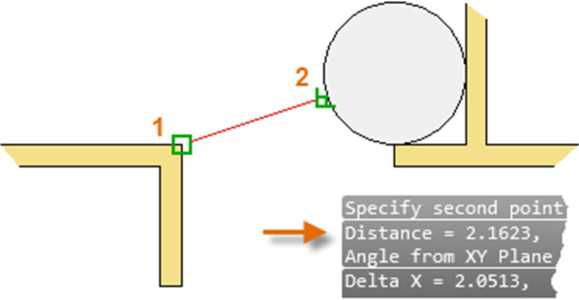 2
1
Specify second point
Distance = 2.1623,
Angle from XY Plane
Delta X = 2.0513,